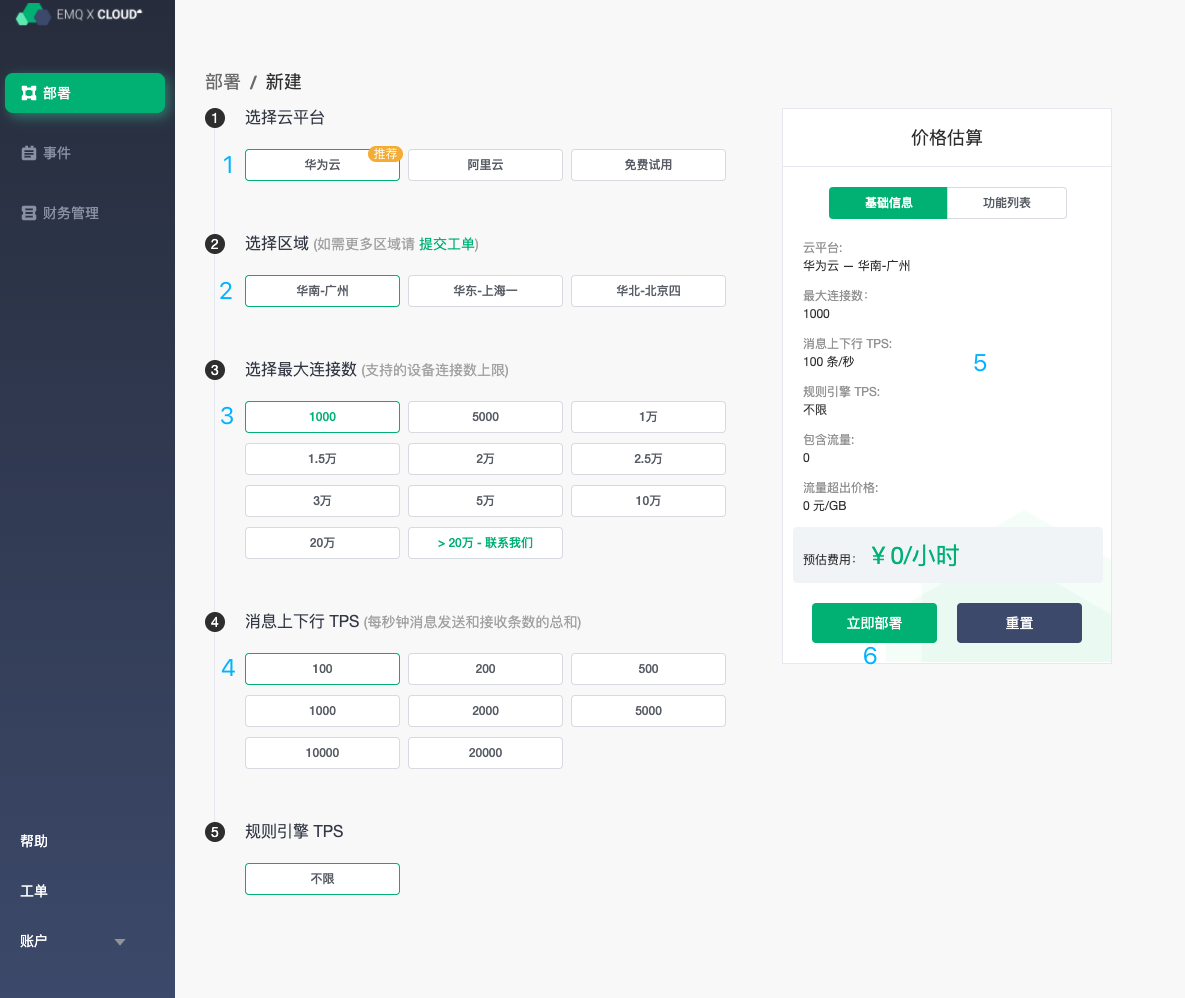 EMQ X CLOUD
部署
事件
财务管理
帮助
工单
账户
部署 / 新建
1 选择云平台
1
华为云 推荐
阿里云
免费试用
2 选择区域 (如需更多区域请 提交工单)
2
华南-广州
华东-上海一
华北-北京四
3 选择最大连接数 (支持的设备连接数上限)
3
1000
5000
1万
1.5万
2万
2.5万
3万
5万
10万
20万
> 20万 - 联系我们
4 消息上下行 TPS (每秒钟消息发送和接收条数的总和)
4
100
200
500
1000
2000
5000
10000
20000
5 规则引擎 TPS
不限
价格估算
基础信息
功能列表
云平台:
华为云 — 华南-广州
最大连接数:
1000
消息上下行 TPS:
100 条/秒
5
规则引擎 TPS:
不限
包含流量:
0
流量超出价格:
0 元/GB
预估费用: ¥ 0/小时
立即部署
重置
6